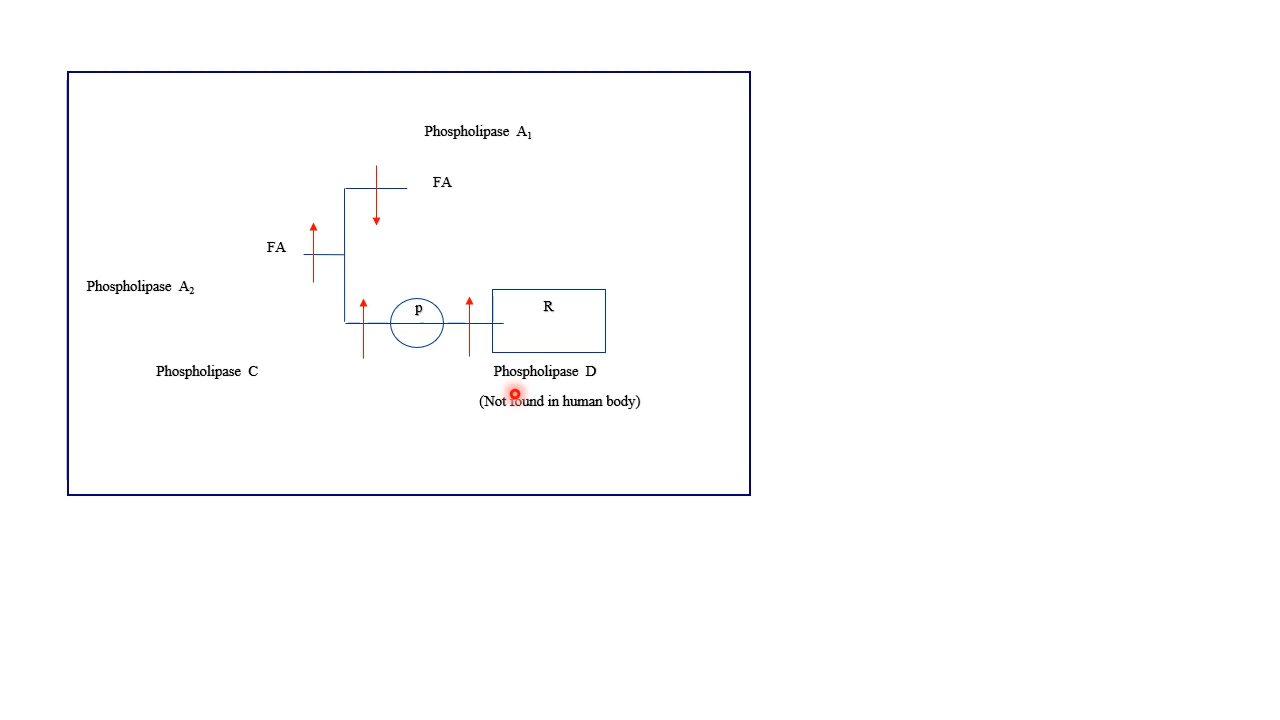 Phospholipase A₁
FA
FA
Phospholipase A₂
p
R
Phospholipase C
Phospholipase D
(Not found in human body)